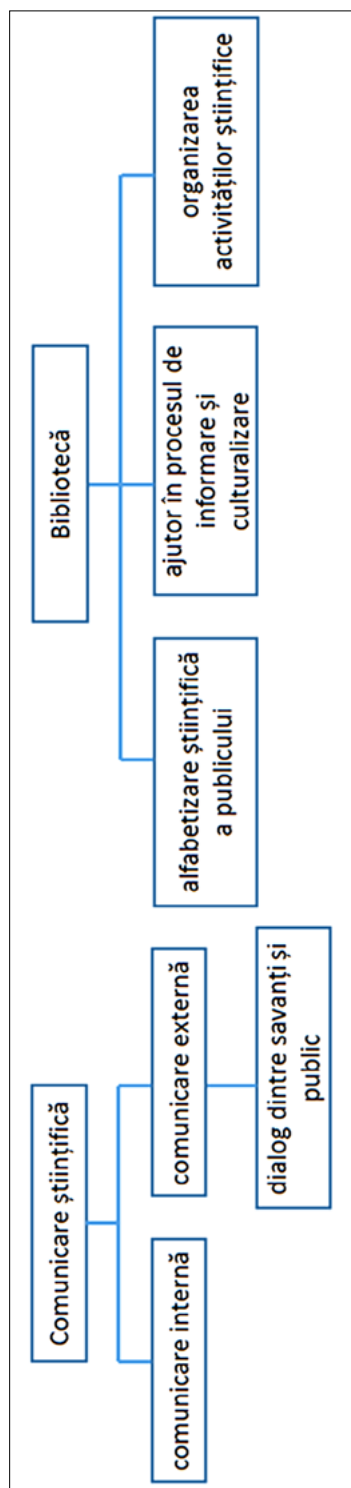 Comunicare științifică
comunicare internă
comunicare externă
dialog dintre savanți și
public
Bibliotecă
alfabetizare științifică
a publicului
ajutor în procesul de
informare și
culturalizare
organizarea
activităților științifice